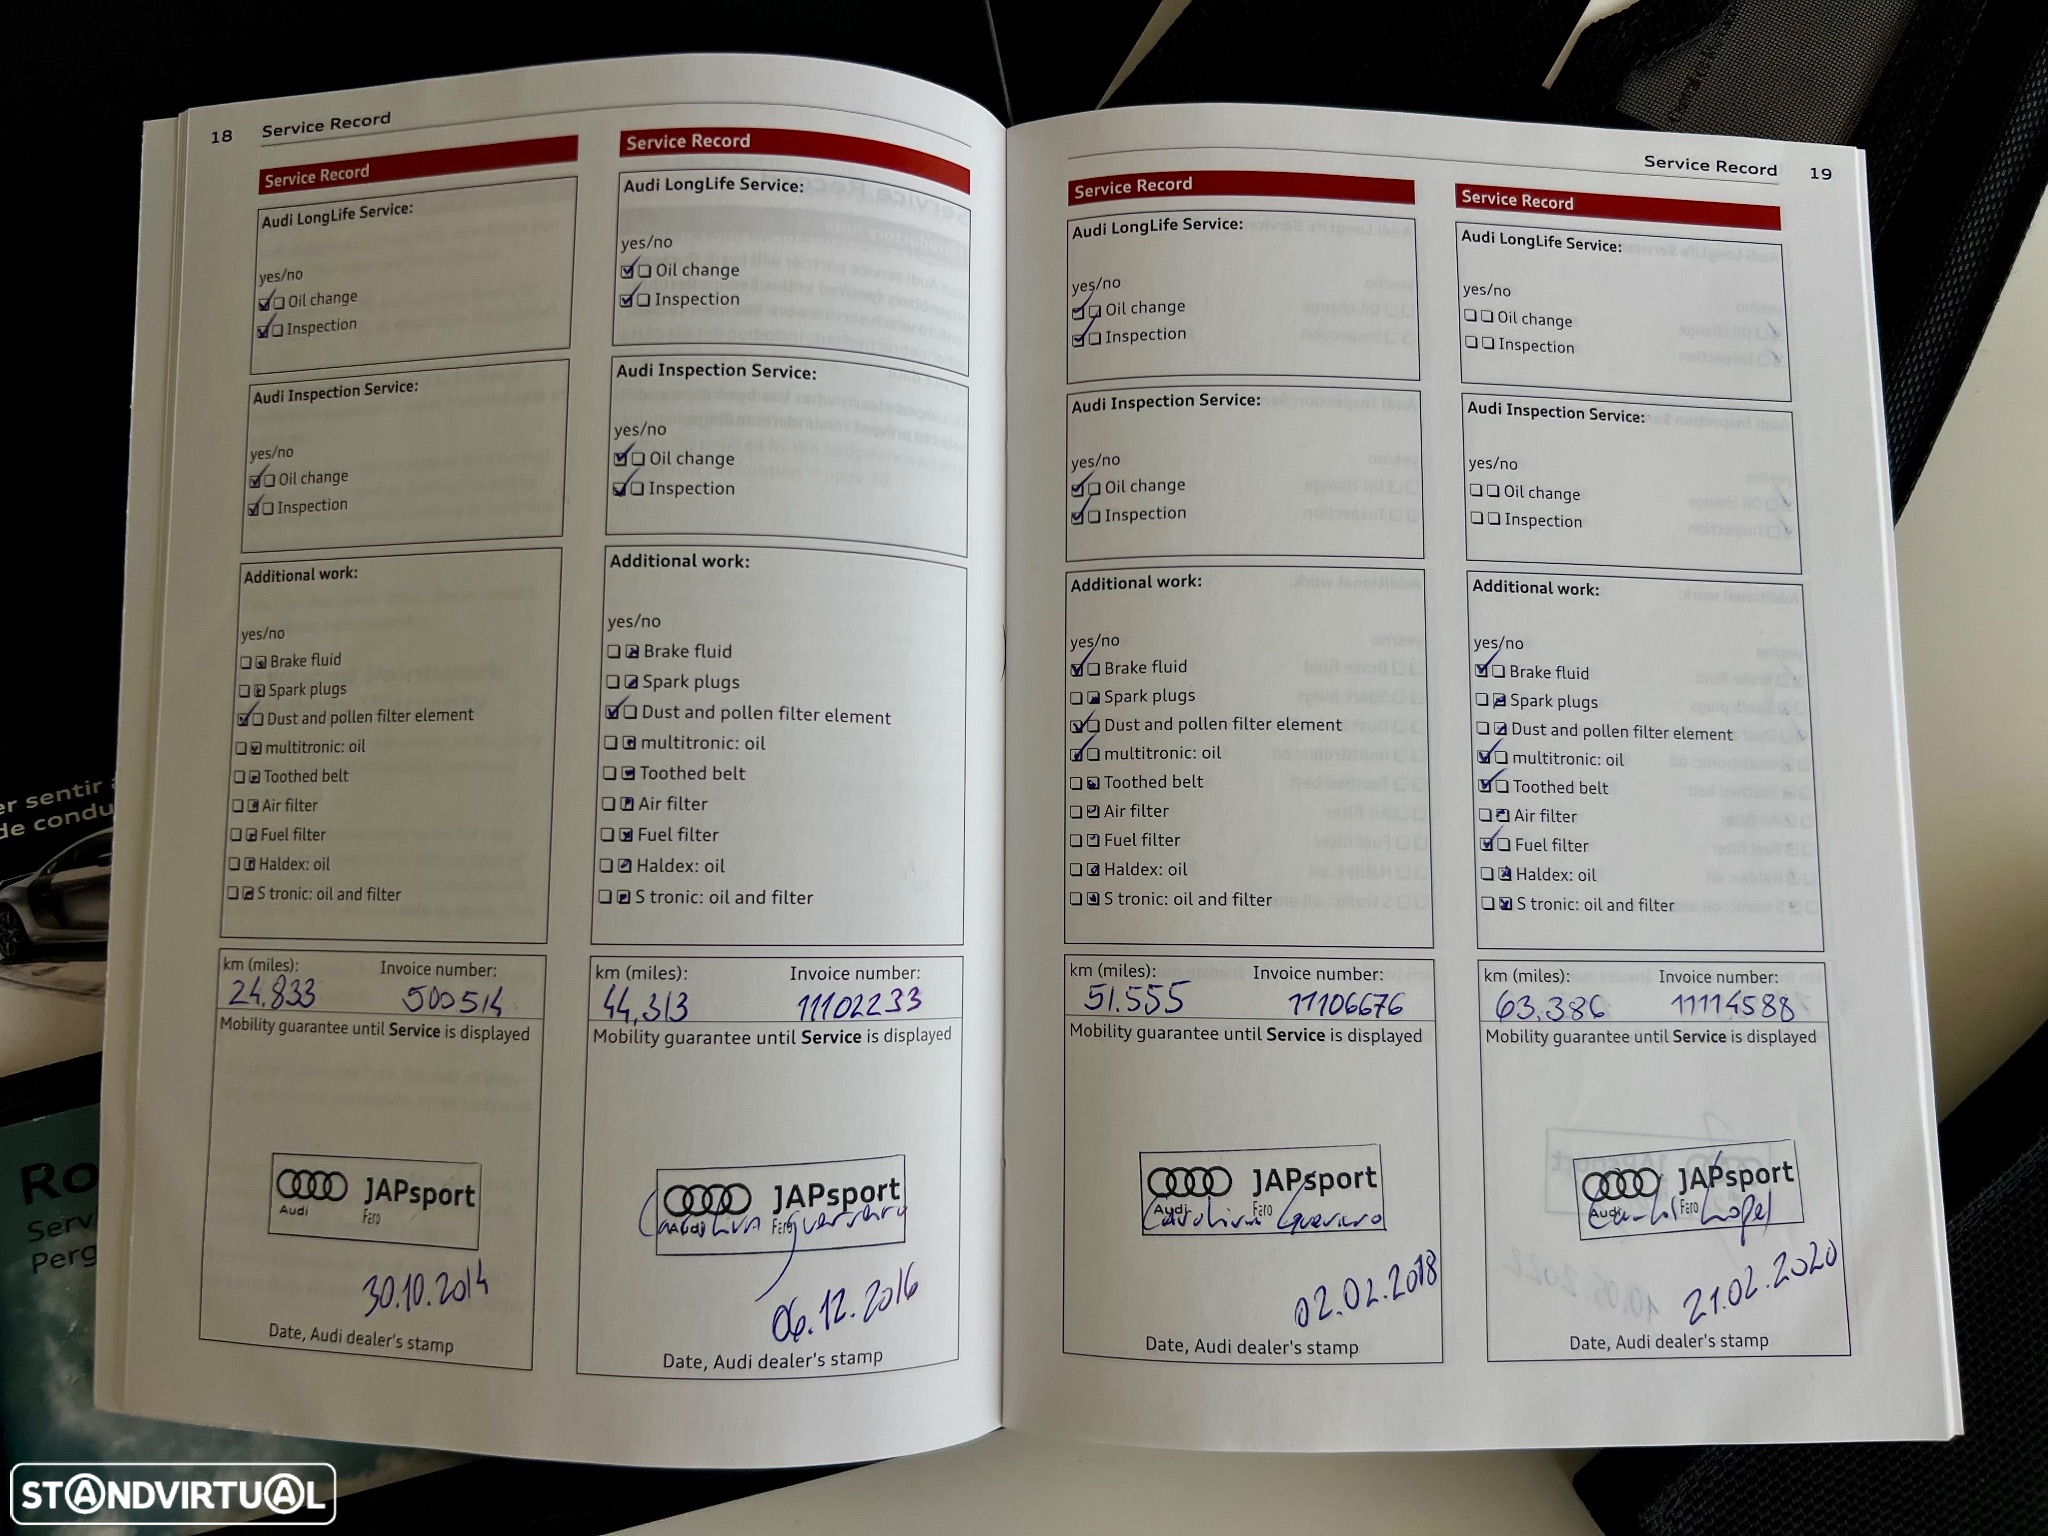 18 Service Record
Service Record
Audi LongLife Service:
yes/no
Oil change
Inspection
Audi Inspection Service:
yes/no
Oil change
Inspection
Additional work:
yes/no
Brake fluid
Spark plugs
Dust and pollen filter element
multitronic: oil
Toothed belt
Air filter
Fuel filter
Haldex: oil
S tronic: oil and filter
km (miles): Invoice number:
24.833 500514
Mobility guarantee until Service is displayed
JAPsport
Audi Faro
30.10.2014
Date, Audi dealer's stamp
Service Record
Audi LongLife Service:
yes/no
Oil change
Inspection
Audi Inspection Service:
yes/no
Oil change
Inspection
Additional work:
yes/no
Brake fluid
Spark plugs
Dust and pollen filter element
multitronic: oil
Toothed belt
Air filter
Fuel filter
Haldex: oil
S tronic: oil and filter
km (miles): Invoice number:
44,313 11102233
Mobility guarantee until Service is displayed
JAPsport
Audi Faro
06.12.2016
Date, Audi dealer's stamp
Service Record 19
Service Record
Audi LongLife Service:
yes/no
Oil change
Inspection
Audi Inspection Service:
yes/no
Oil change
Inspection
Additional work:
yes/no
Brake fluid
Spark plugs
Dust and pollen filter element
multitronic: oil
Toothed belt
Air filter
Fuel filter
Haldex: oil
S tronic: oil and filter
km (miles): Invoice number:
51.555 11106676
Mobility guarantee until Service is displayed
JAPsport
Audi Faro
Carolina Guerreiro
02.02.2018
Date, Audi dealer's stamp
Service Record
Audi LongLife Service:
yes/no
Oil change
Inspection
Audi Inspection Service:
yes/no
Oil change
Inspection
Additional work:
yes/no
Brake fluid
Spark plugs
Dust and pollen filter element
multitronic: oil
Toothed belt
Air filter
Fuel filter
Haldex: oil
S tronic: oil and filter
km (miles): Invoice number:
63.386 11114588
Mobility guarantee until Service is displayed
JAPsport
Audi Faro
21.02.2020
Date, Audi dealer's stamp
er sentir
de condu
Ro
Servi
Perg
STANDVIRTUAL